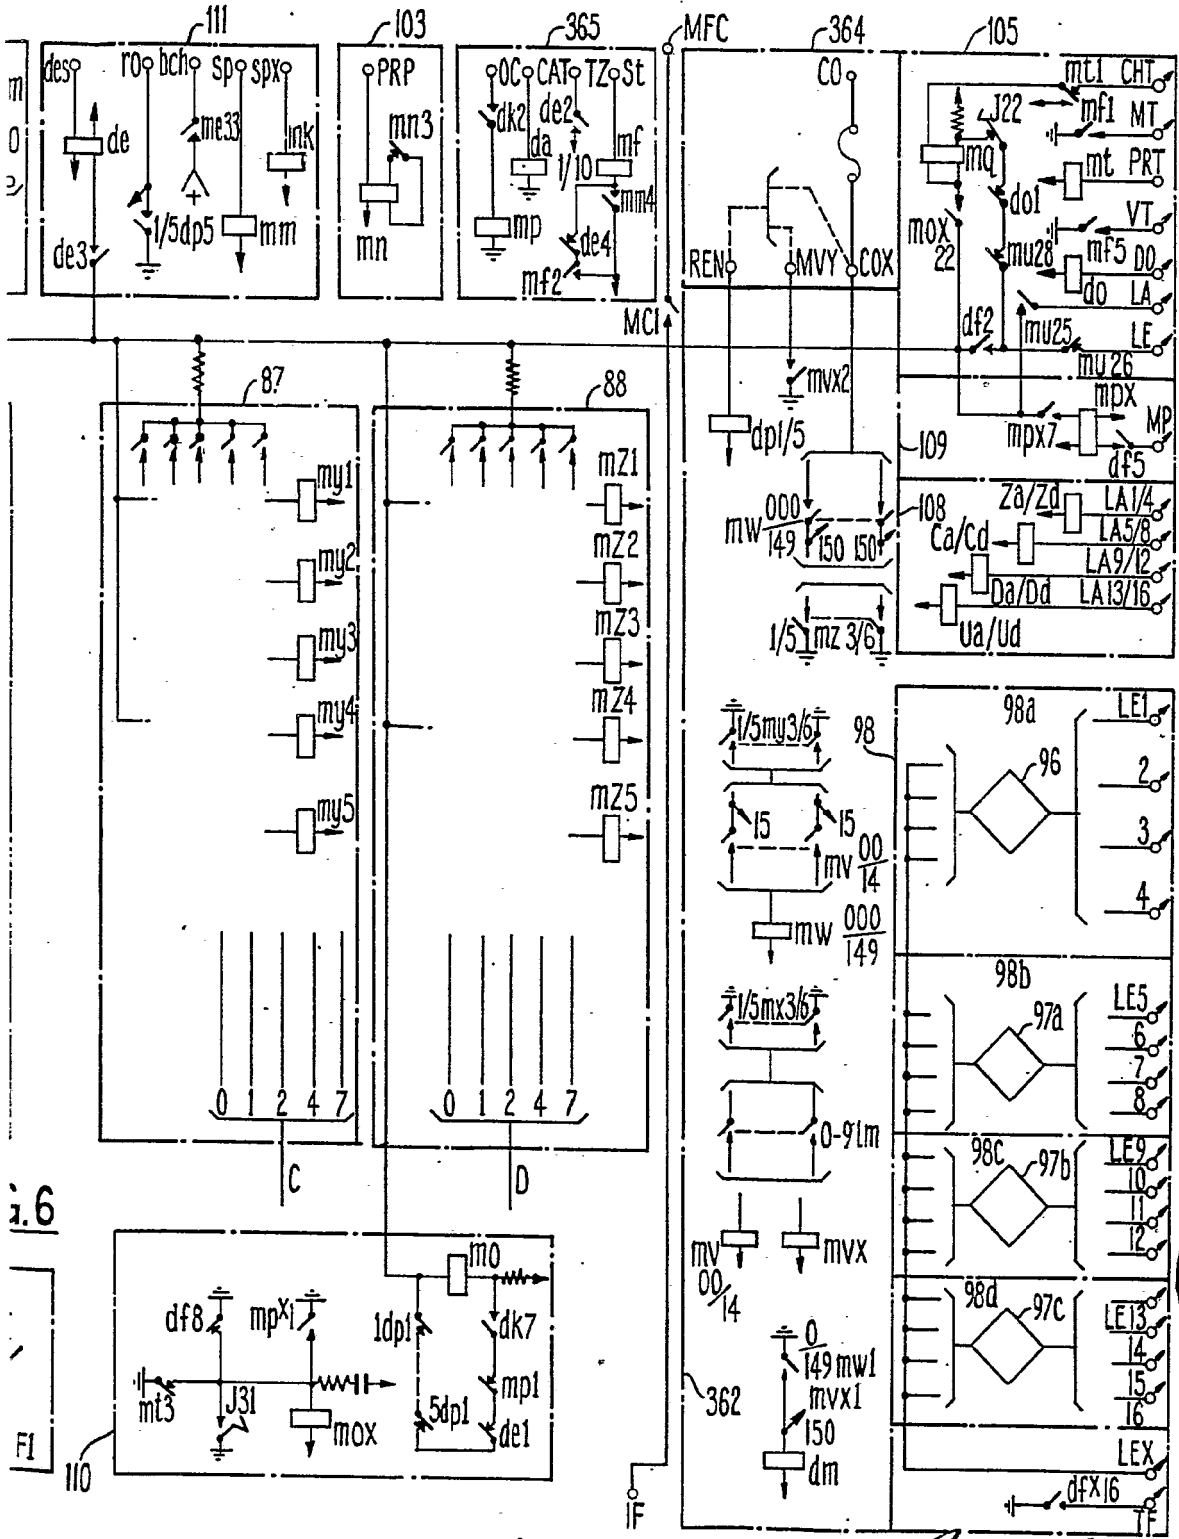 111
103
365
MFC
364
105
des
ro
bch
sp
spx
PRP
OC
CAT
TZ
St
CO
mt1
CHT
de
me33
mk
mn3
dk2
de2
da
1/10
mf
J22
mf1
MT
mq
mt
PRT
do1
VT
1/5dp5
mm
mn
mp
mm4
de4
mf2
mox
22
mu28
mf5
DO
do
LA
de3
REN
MVY
COX
MCI
df2
mu25
LE
mu26
87
88
mvx2
dp1/5
mpx
mpx7
MP
df5
109
my1
mZ1
mw 000
/149
150
150
108
Za/Zd
LA1/4
Ca/Cd
LA5/8
LA9/12
Da/Dd
LA13/16
Ua/Ud
my2
mZ2
my3
mZ3
1/5
mz 3/6
my4
mZ4
my5
mZ5
1/5my3/6
98
98a
LE1
96
2
3
4
15
15
mv 00
/14
mw 000
/149
1/5mx3/6
98b
97a
LE5
6
7
8
0-9lm
0 1 2 4 7
0 1 2 4 7
C
D
98c
97b
LE9
10
11
12
mv
00
/14
mvx
98d
97c
LE13
14
15
16
.6
mo
df8
mpx1
1dp1
dk7
mp1
mt3
J31
mox
5dp1
de1
0
/149 mw1
mvx1
150
dm
362
F1
110
IF
LEX
dfx16
TF